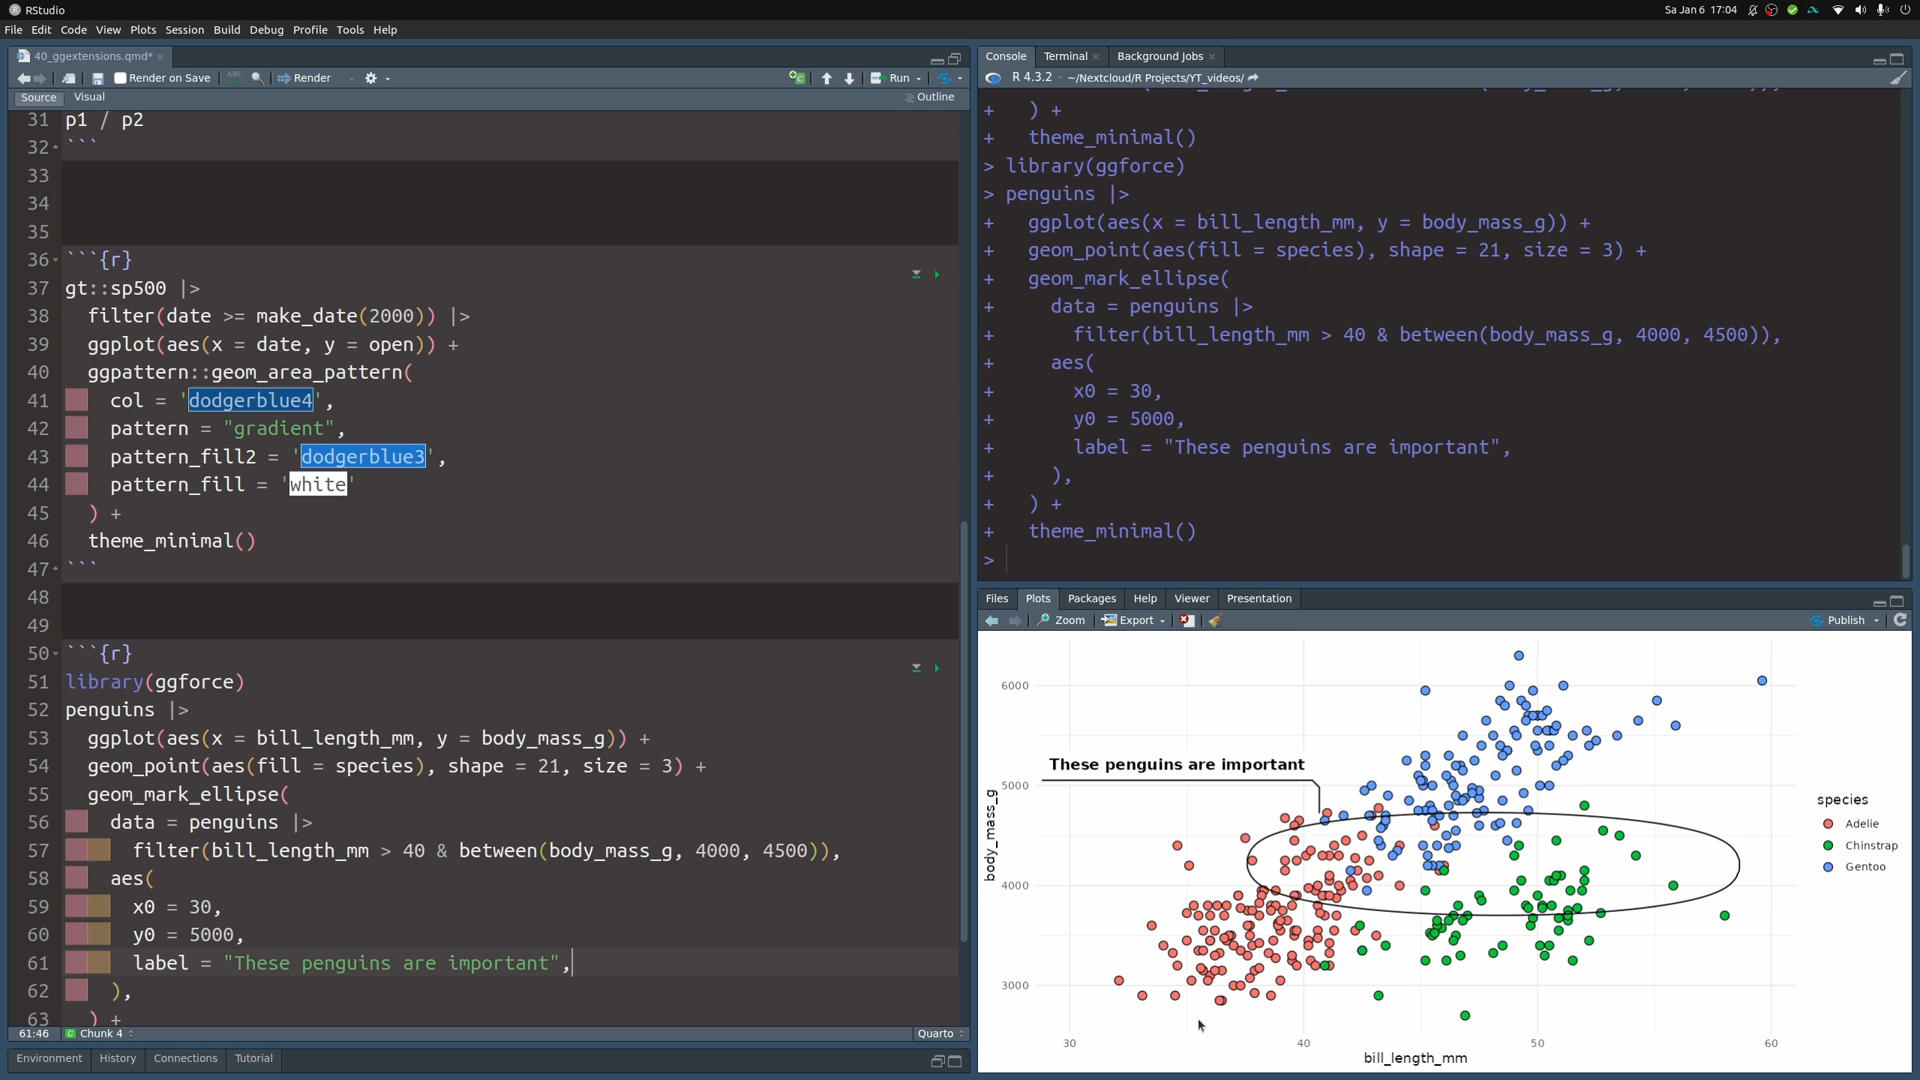 RStudio
Sa Jan 6 17:04
File Edit Code View Plots Session Build Debug Profile Tools Help
40_ggextensions.qmd*
Render on Save ABC Render Run
Source Visual Outline
31 p1 / p2
32 ```
33
34
35
36 ```{r}
37 gt::sp500 |>
38 filter(date >= make_date(2000)) |>
39 ggplot(aes(x = date, y = open)) +
40 ggpattern::geom_area_pattern(
41 col = 'dodgerblue4',
42 pattern = "gradient",
43 pattern_fill2 = 'dodgerblue3',
44 pattern_fill = 'white'
45 ) +
46 theme_minimal()
47 ```
48
49
50 ```{r}
51 library(ggforce)
52 penguins |>
53 ggplot(aes(x = bill_length_mm, y = body_mass_g)) +
54 geom_point(aes(fill = species), shape = 21, size = 3) +
55 geom_mark_ellipse(
56 data = penguins |>
57 filter(bill_length_mm > 40 & between(body_mass_g, 4000, 4500)),
58 aes(
59 x0 = 30,
60 y0 = 5000,
61 label = "These penguins are important",
62 ),
63 ) +
61:46 Chunk 4 Quarto
Environment History Connections Tutorial
Console Terminal Background Jobs
R 4.3.2 · ~/Nextcloud/R Projects/YT_videos/
+ ) +
+ theme_minimal()
> library(ggforce)
> penguins |>
+ ggplot(aes(x = bill_length_mm, y = body_mass_g)) +
+ geom_point(aes(fill = species), shape = 21, size = 3) +
+ geom_mark_ellipse(
+ data = penguins |>
+ filter(bill_length_mm > 40 & between(body_mass_g, 4000, 4500)),
+ aes(
+ x0 = 30,
+ y0 = 5000,
+ label = "These penguins are important",
+ ),
+ ) +
+ theme_minimal()
>
Files Plots Packages Help Viewer Presentation
Zoom Export Publish
6000
5000
4000
3000
body_mass_g
These penguins are important
species
Adelie
Chinstrap
Gentoo
30 40 50 60
bill_length_mm